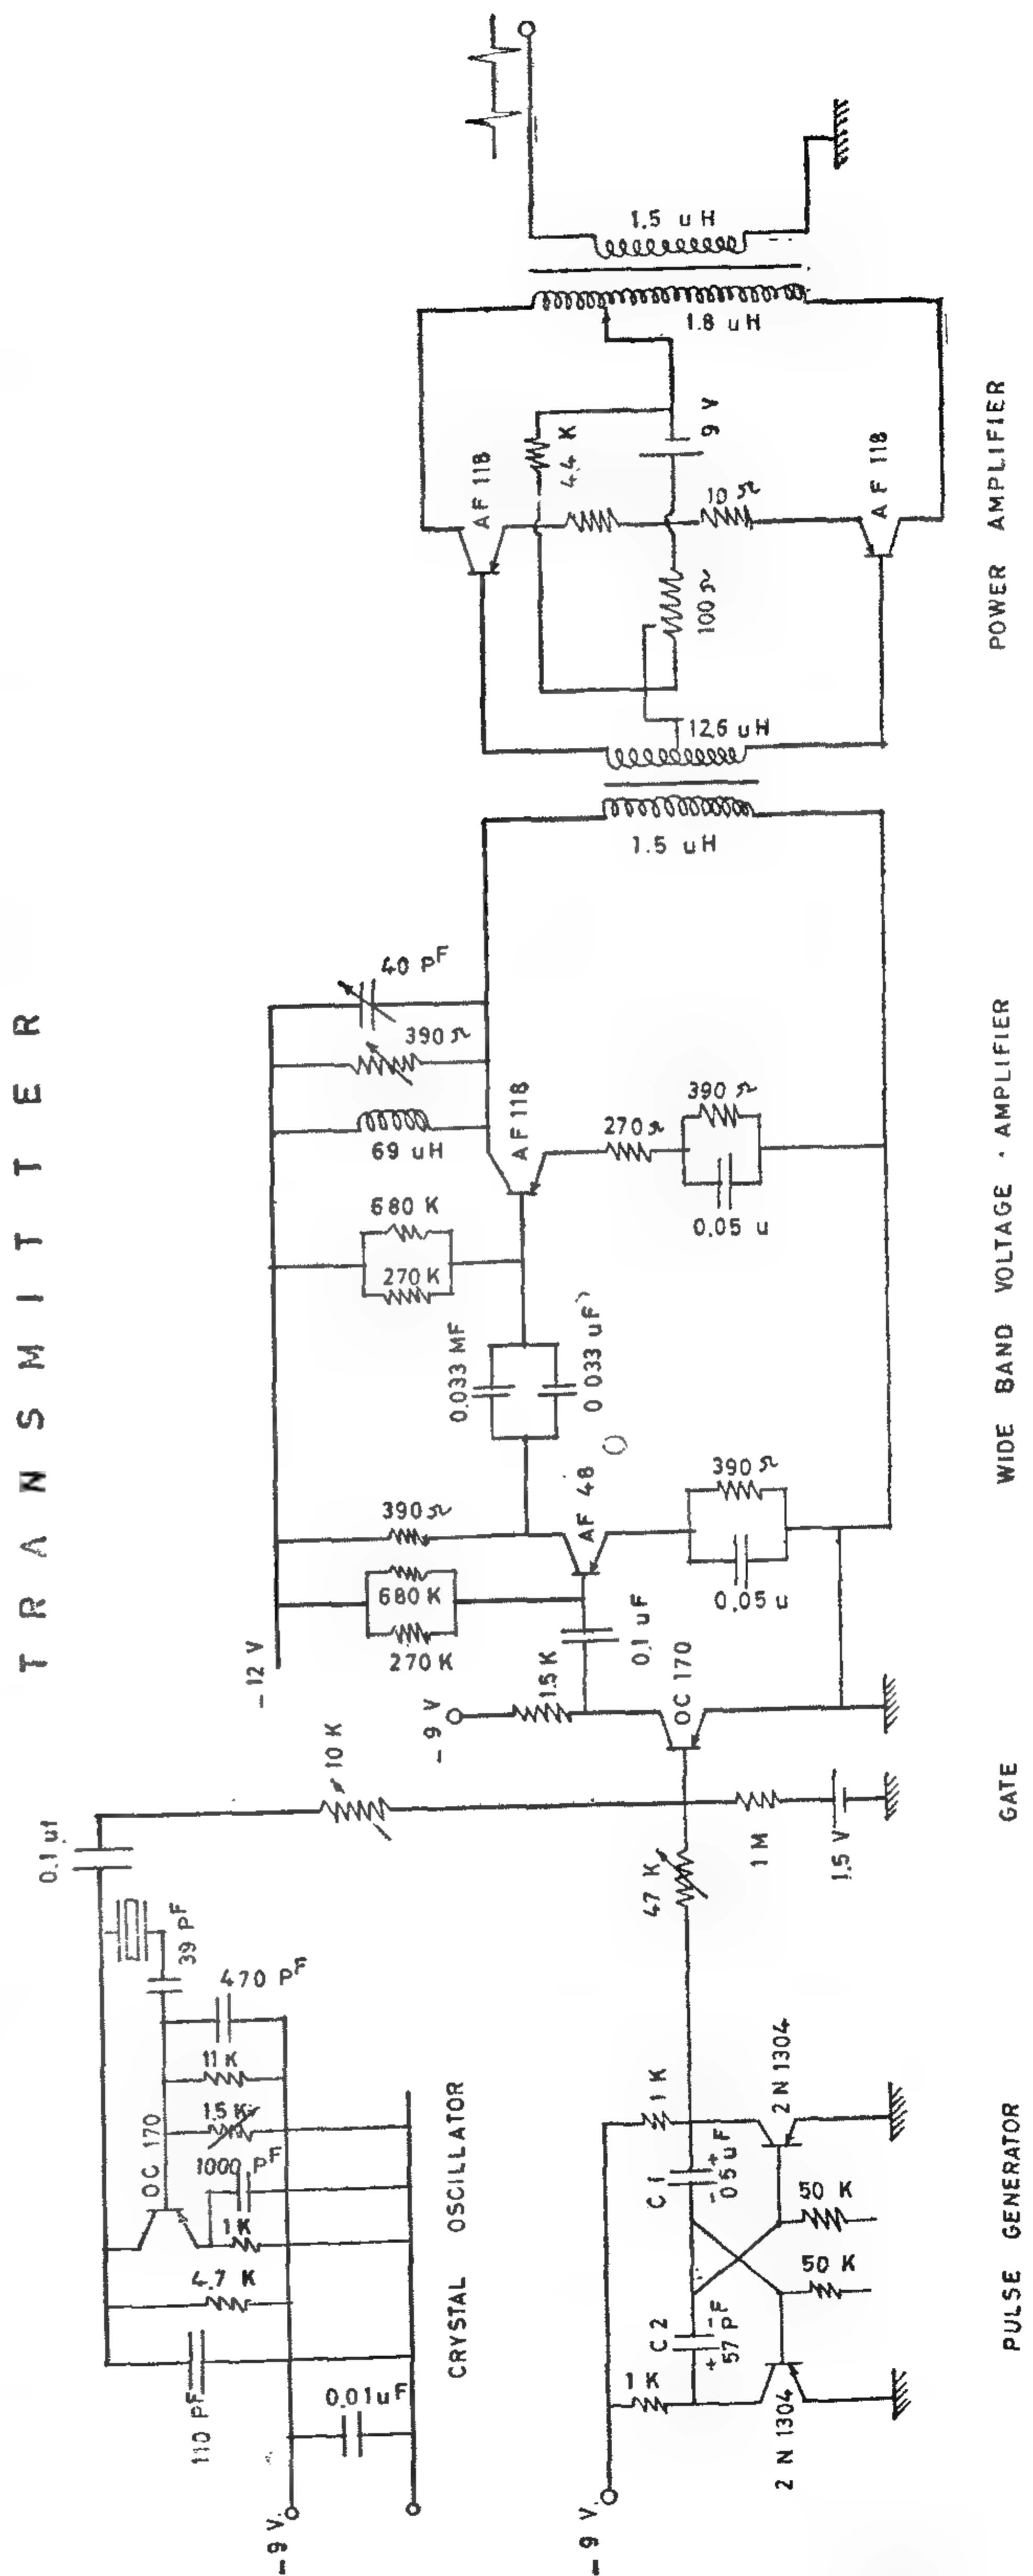 TRANSMITTER
0.1 uf
10 K
-12 V
-9 V
39 pF
470 pF
11 K
1.5 K
1000 pF
1 K
OC 170
4.7 K
110 pF
0.01 uF
-9 V.
CRYSTAL OSCILLATOR
-9 V.
1 K
C 2
+ -
57 pF
C 1
- +
0.5 uF
1 K
50 K
50 K
2 N 1304
2 N 1304
PULSE GENERATOR
47 K
1 M
1.5 V
OC 170
1.5 K
0.1 uF
GATE
270 K
680 K
390 Ω
AF 48
390 Ω
0.05 u
0.033 MF
0 033 uF
270 K
680 K
69 uH
390 Ω
40 pF
AF 118
270 Ω
390 Ω
0.05 u
WIDE BAND VOLTAGE · AMPLIFIER
1.5 uH
12.6 uH
100 Ω
4.4 K
9 V
10 Ω
AF 118
AF 118
1.8 uH
1.5 uH
POWER AMPLIFIER